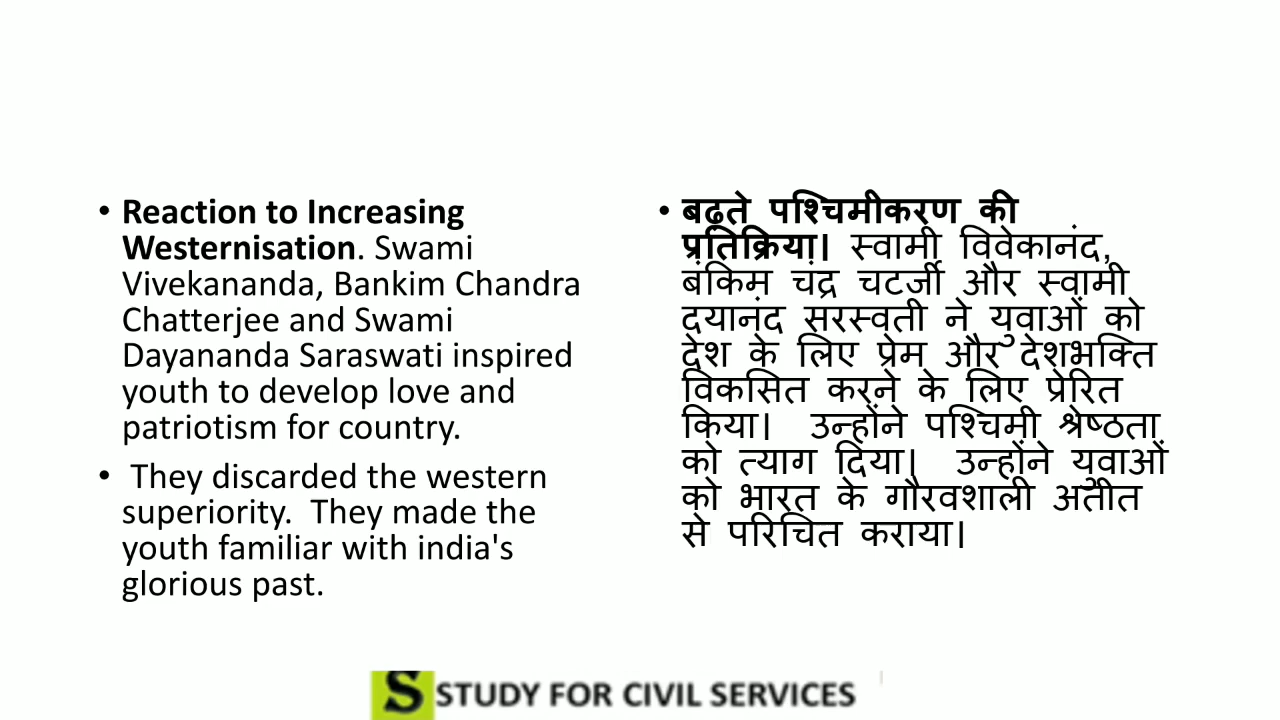 • Reaction to Increasing
Westernisation. Swami
Vivekananda, Bankim Chandra
Chatterjee and Swami
Dayananda Saraswati inspired
youth to develop love and
patriotism for country.
• They discarded the western
superiority. They made the
youth familiar with india's
glorious past.
• बढ़ते पश्चिमीकरण की
प्रतिक्रिया। स्वामी विवेकानंद,
बंकिम चंद्र चटर्जी और स्वामी
दयानंद सरस्वती ने युवाओं को
देश के लिए प्रेम और देशभक्ति
विकसित करने के लिए प्रेरित
किया। उन्होंने पश्चिमी श्रेष्ठता
को त्याग दिया। उन्होंने युवाओं
को भारत के गौरवशाली अतीत
से परिचित कराया।
S STUDY FOR CIVIL SERVICES